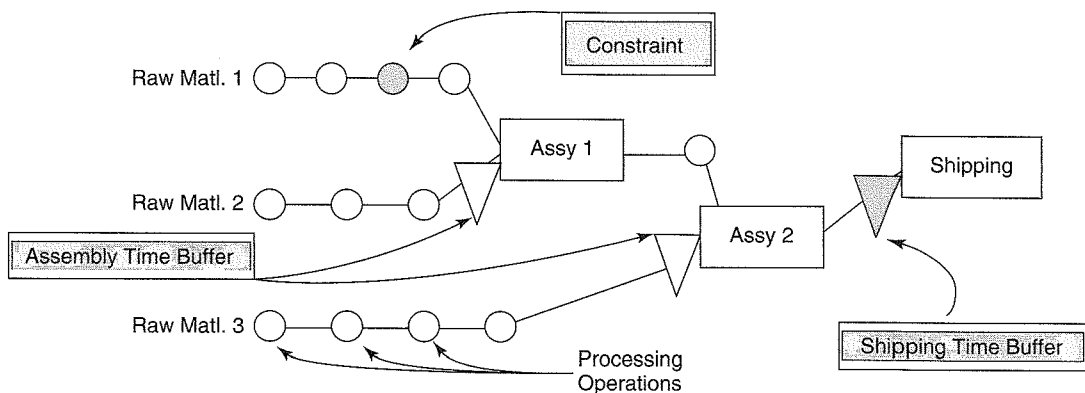 Constraint
Raw Matl. 1
Assy 1
Shipping
Raw Matl. 2
Assy 2
Assembly Time Buffer
Raw Matl. 3
Shipping Time Buffer
Processing
Operations